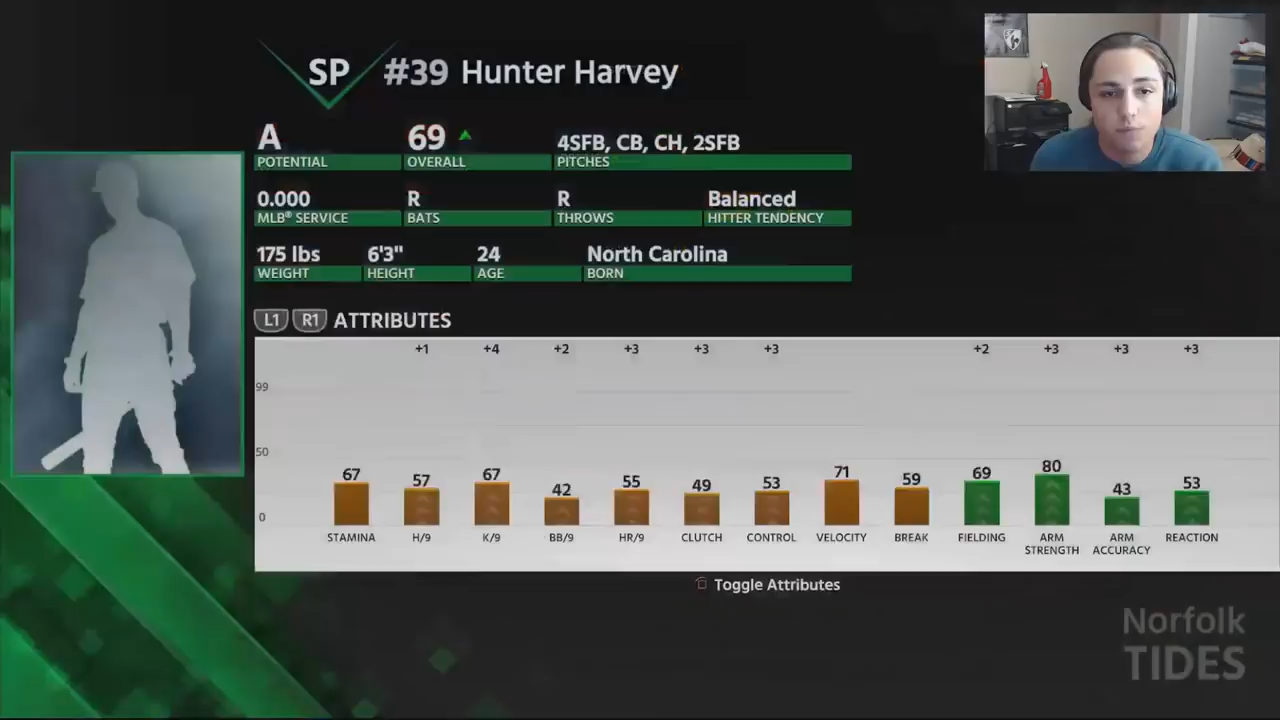 SP #39 Hunter Harvey
A 69 4SFB, CB, CH, 2SFB
POTENTIAL OVERALL PITCHES
0.000 R R Balanced
MLB® SERVICE BATS THROWS HITTER TENDENCY
175 lbs 6'3" 24 North Carolina
WEIGHT HEIGHT AGE BORN
L1 R1 ATTRIBUTES
+1 +4 +2 +3 +3 +3 +2 +3 +3 +3
99
50
0
67 57 67 42 55 49 53 71 59 69 80 43 53
STAMINA H/9 K/9 BB/9 HR/9 CLUTCH CONTROL VELOCITY BREAK FIELDING ARM STRENGTH ARM ACCURACY REACTION
Toggle Attributes
Norfolk
TIDES